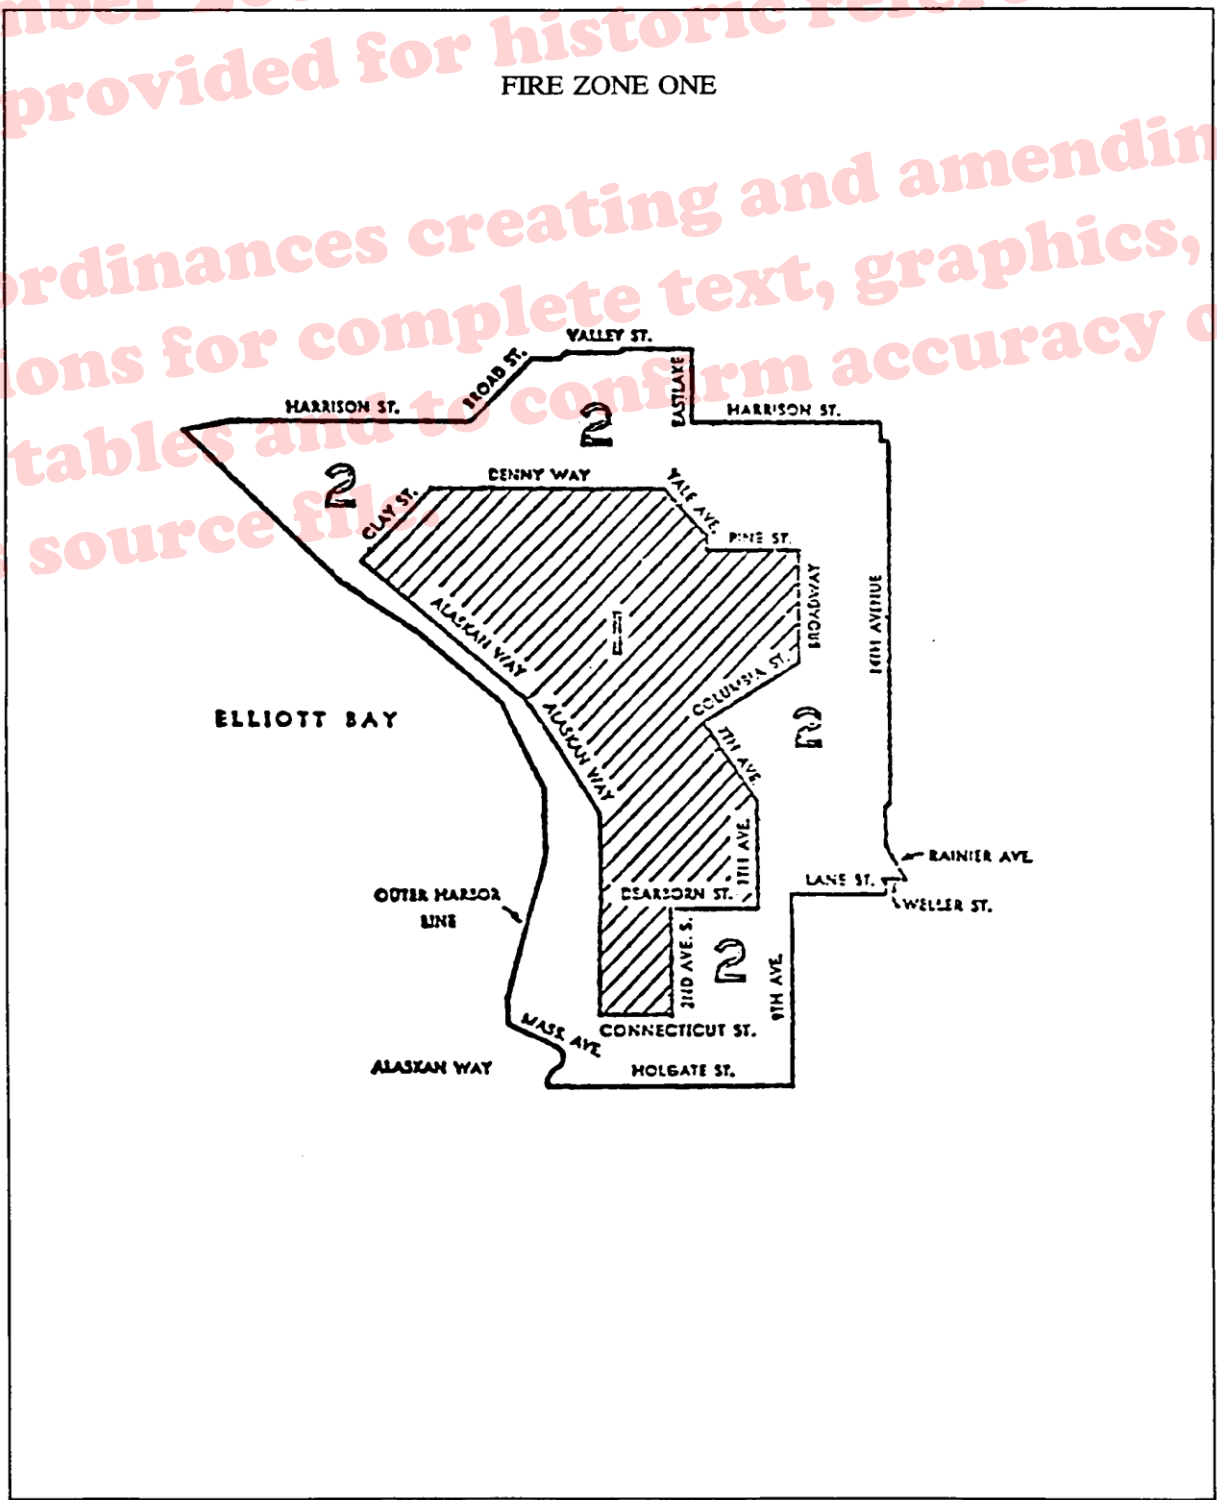 provided for historic refere
FIRE ZONE ONE
ordinances creating and amendin
ions for complete text, graphics,
tables and to confirm accuracy o
source file.
VALLEY ST.
BROAD ST.
EASTLAKE
HARRISON ST.
HARRISON ST.
2
2
DENNY WAY
YALE AVE.
CLAY ST.
PINE ST.
BROADWAY
14TH AVENUE
1
ALASKAN WAY
COLUMBIA ST.
ELLIOTT BAY
ALASKAN WAY
7TH AVE.
2
7TH AVE.
RAINIER AVE.
LANE ST.
WELLER ST.
OUTER HARBOR
LINE
DEARBORN ST.
2ND AVE. S.
2
9TH AVE.
MASS. AVE.
CONNECTICUT ST.
ALASKAN WAY
HOLGATE ST.